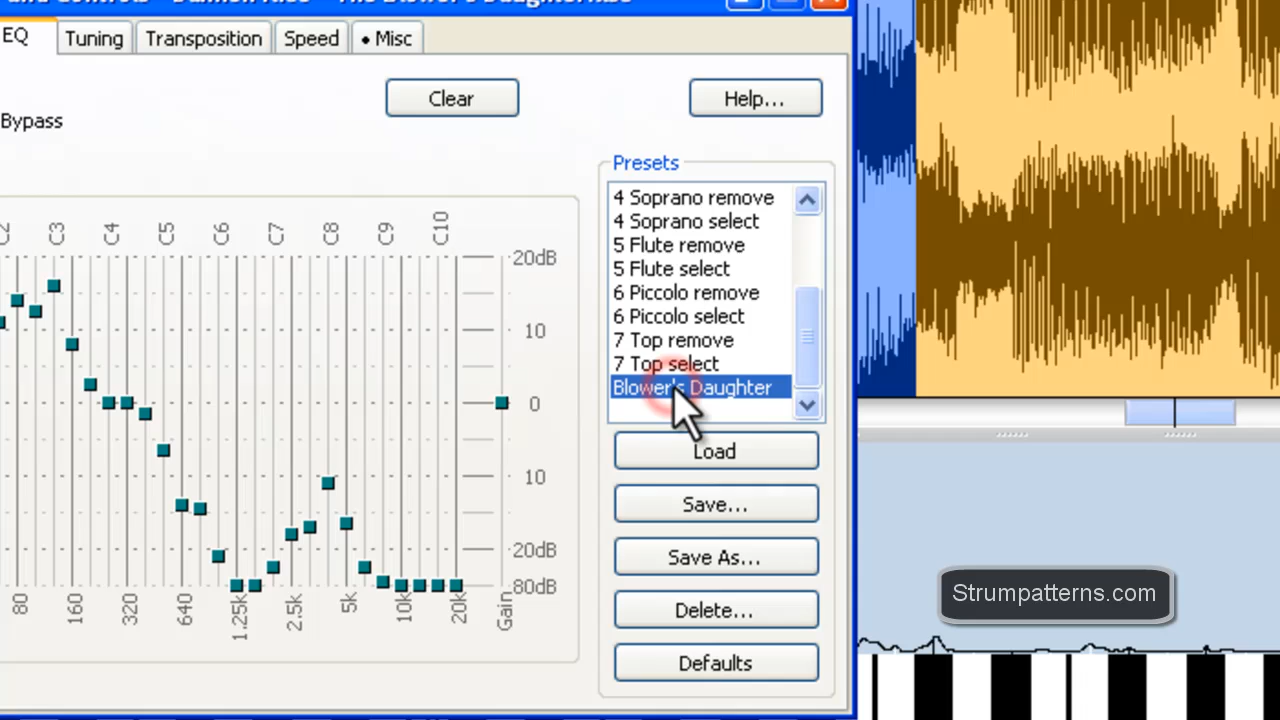 EQ
Tuning
Transposition
Speed
• Misc
Clear
Help...
Bypass
Presets
4 Soprano remove
4 Soprano select
5 Flute remove
5 Flute select
6 Piccolo remove
6 Piccolo select
7 Top remove
7 Top select
Blower's Daughter
C2 C3 C4 C5 C6 C7 C8 C9 C10
20dB
10
0
10
20dB
80dB
80 160 320 640 1.25k 2.5k 5k 10k 20k Gain
Load
Save...
Save As...
Delete...
Defaults
Strumpatterns.com